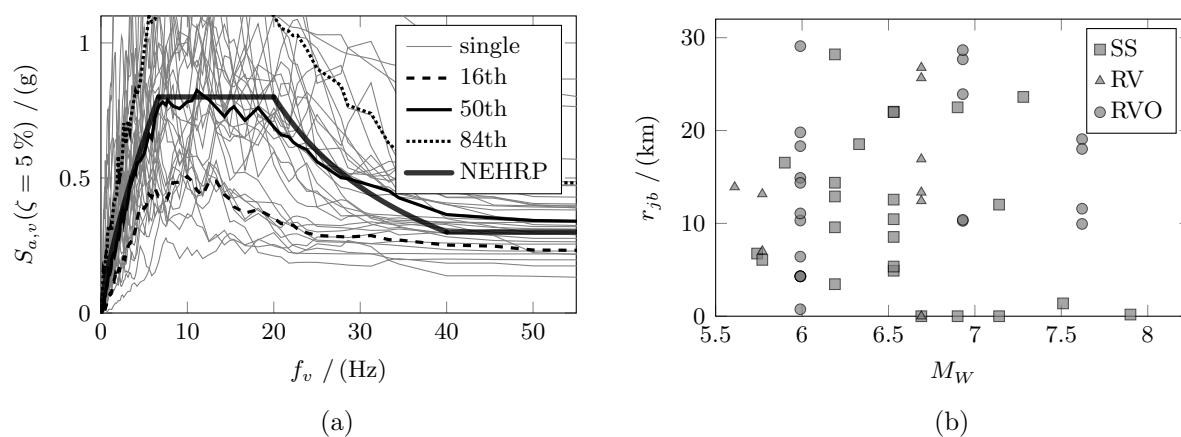 1
0.5
0
0 10 20 30 40 50
S_{a,v}(ζ = 5 %) / (g)
f_v / (Hz)
single
16th
50th
84th
NEHRP
(a)
30
20
10
0
5.5 6 6.5 7 7.5 8
r_{jb} / (km)
M_W
SS
RV
RVO
(b)